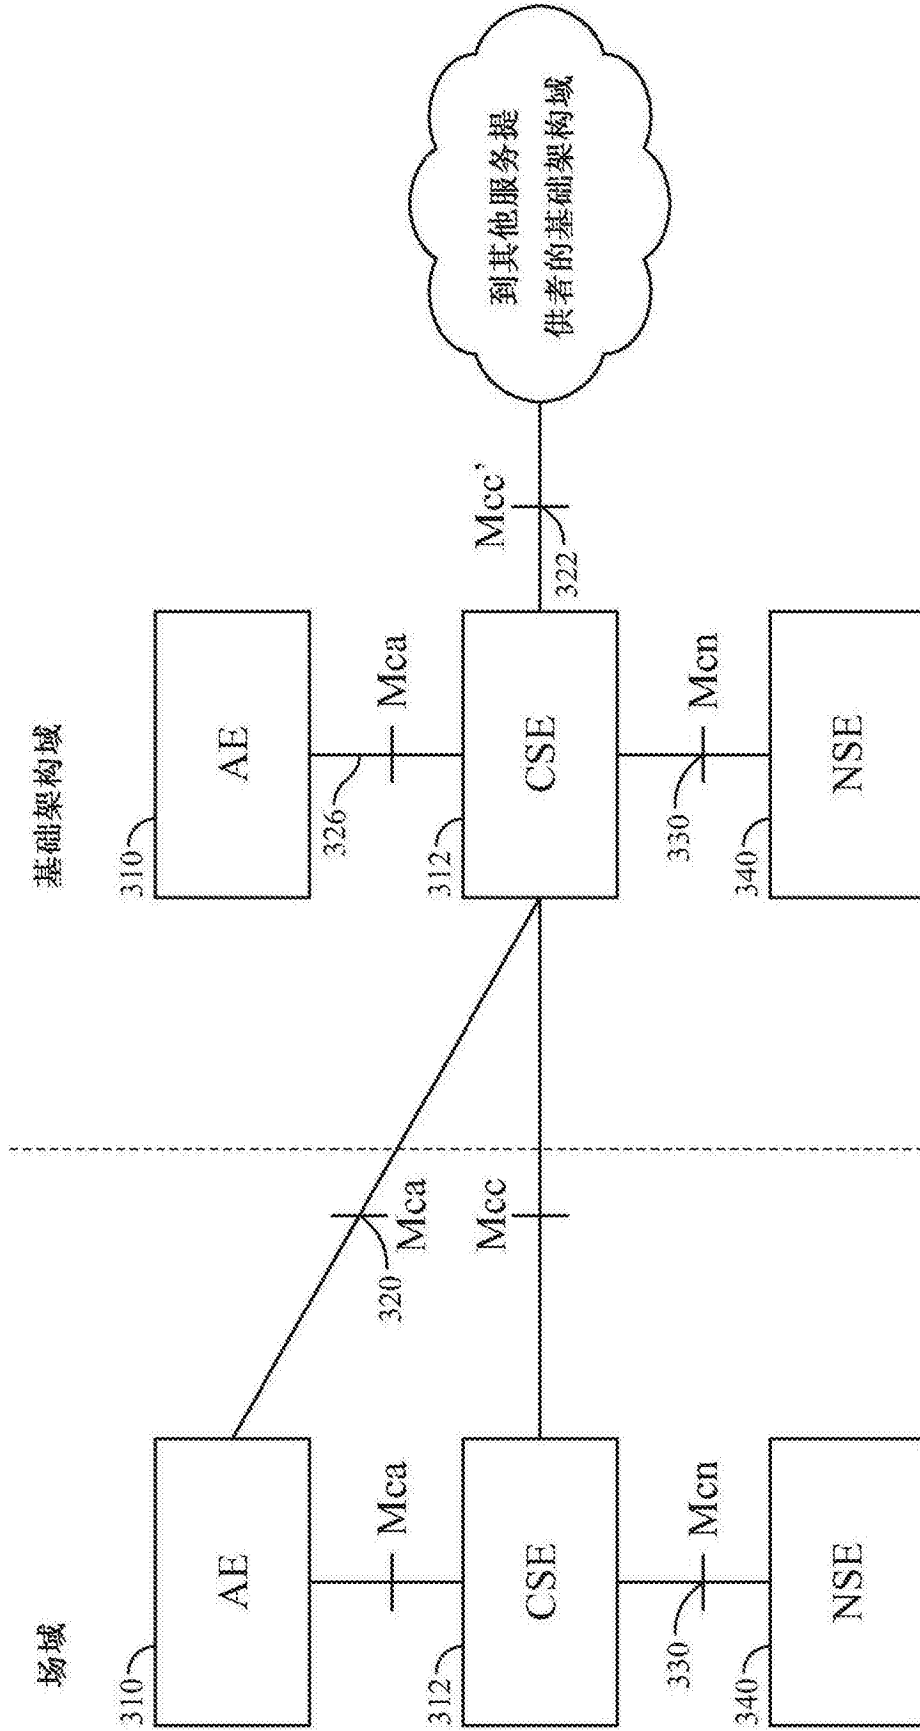 场域
基础架构域
310
AE
310
AE
Mca
326
Mca
320
Mca
312
CSE
Mcc
312
CSE
Mcc’
322
到其他服务提
供者的基础架构域
330
Mcn
330
Mcn
340
NSE
340
NSE